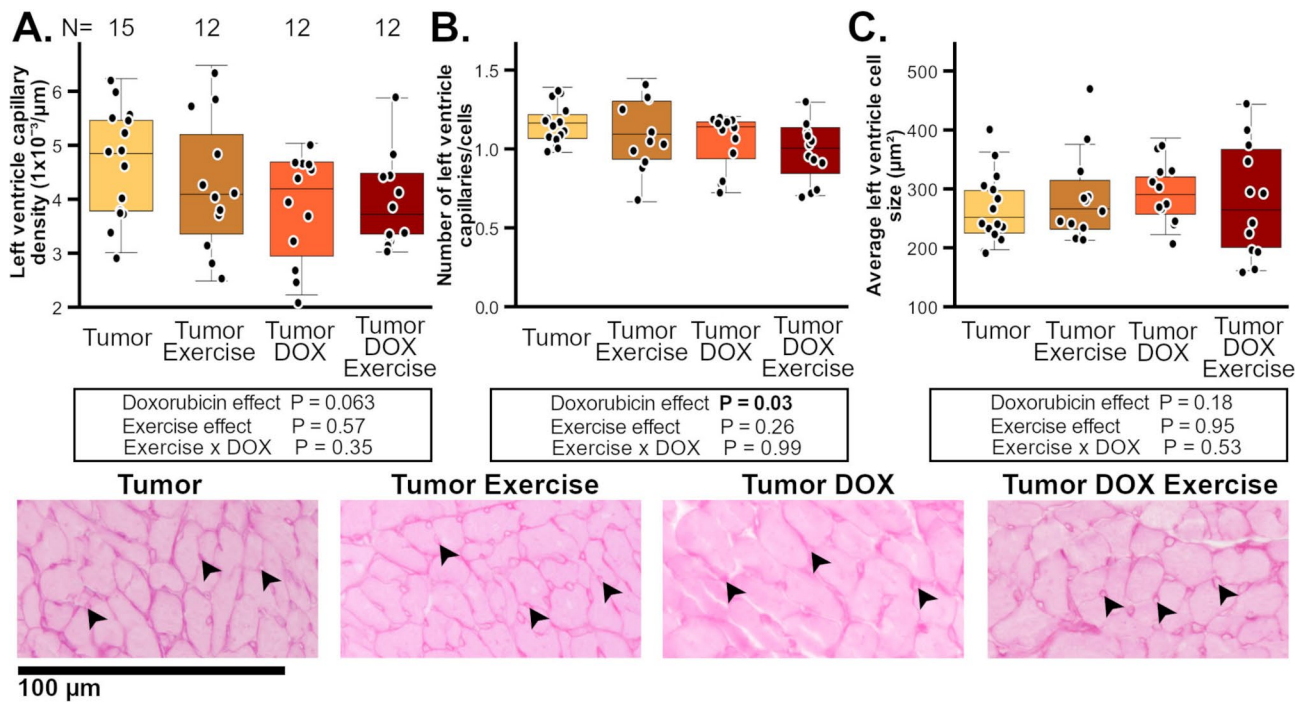 A.
N= 15 12 12 12
Left ventricle capillary
density (1x10⁻³/µm)
6
5
4
3
2
Tumor
Tumor
Exercise
Tumor
DOX
Tumor
DOX
Exercise
Doxorubicin effect P = 0.063
Exercise effect P = 0.57
Exercise x DOX P = 0.35
B.
Number of left ventricle
capillaries/cells
1.5
1.0
0.5
0.0
Tumor
Tumor
Exercise
Tumor
DOX
Tumor
DOX
Exercise
Doxorubicin effect P = 0.03
Exercise effect P = 0.26
Exercise x DOX P = 0.99
C.
Average left ventricle cell
size (µm²)
500
400
300
200
100
Tumor
Tumor
Exercise
Tumor
DOX
Tumor
DOX
Exercise
Doxorubicin effect P = 0.18
Exercise effect P = 0.95
Exercise x DOX P = 0.53
Tumor
Tumor Exercise
Tumor DOX
Tumor DOX Exercise
100 µm